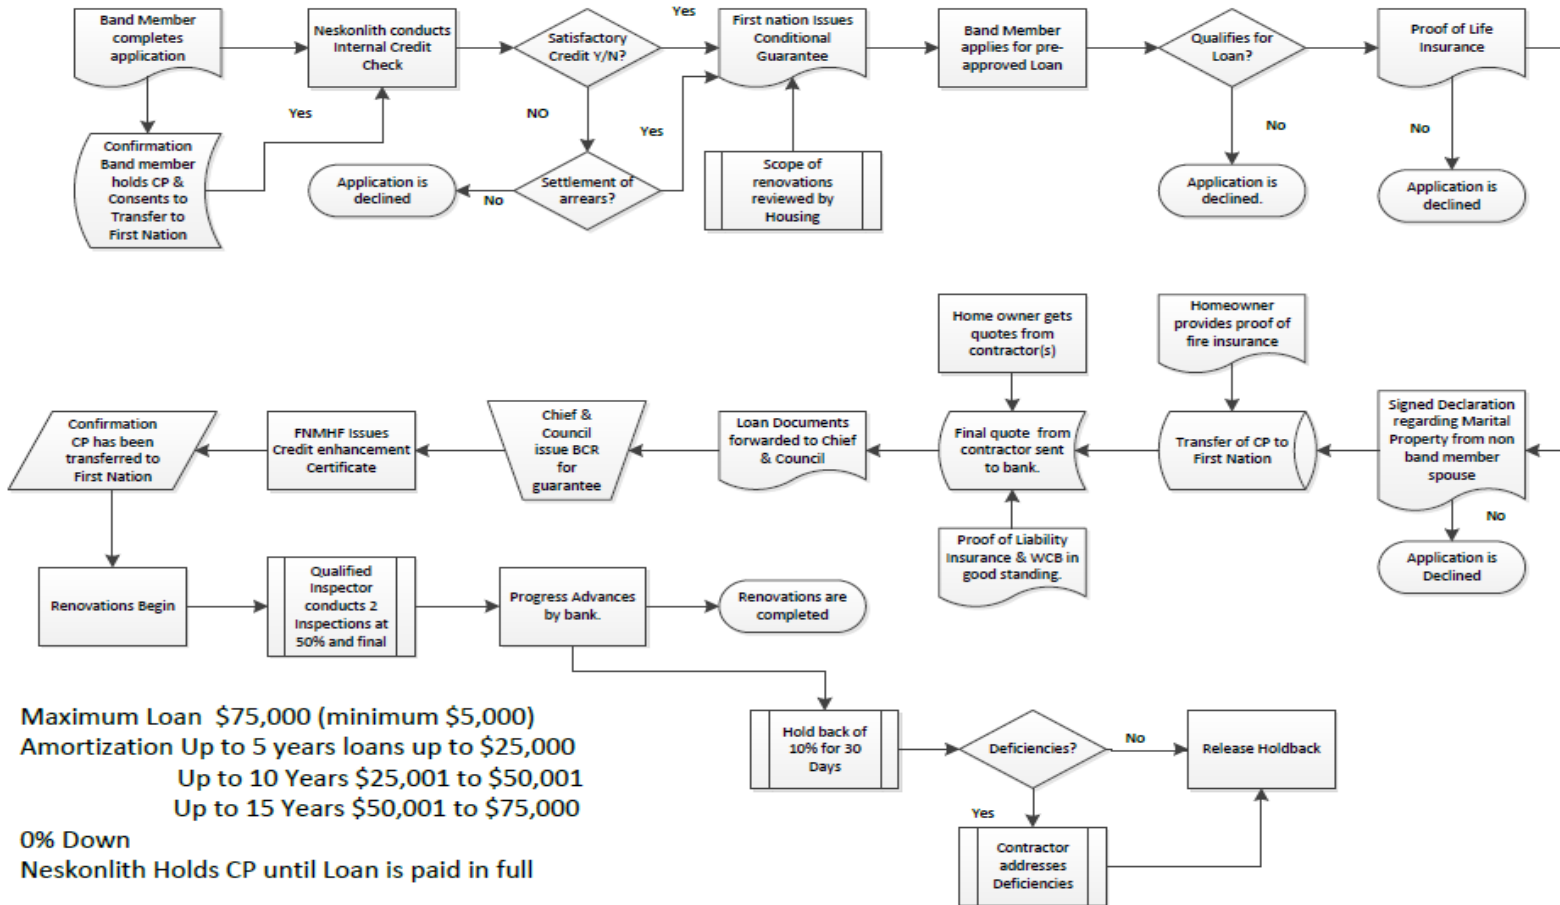 Band Member
completes
application
Neskonlith conducts
Internal Credit
Check
Satisfactory
Credit Y/N?
Yes
First nation Issues
Conditional
Guarantee
Band Member
applies for pre-
approved Loan
Qualifies for
Loan?
Proof of Life
Insurance
Yes
NO
Yes
No
No
Confirmation
Band member
holds CP &
Consents to
Transfer to
First Nation
Application is
declined
No
Settlement of
arrears?
Scope of
renovations
reviewed by
Housing
Application is
declined.
Application is
declined
Home owner gets
quotes from
contractor(s)
Homeowner
provides proof of
fire insurance
Confirmation
CP has been
transferred to
First Nation
FNMHF Issues
Credit enhancement
Certificate
Chief &
Council
issue BCR
for
guarantee
Loan Documents
forwarded to Chief
& Council
Final quote from
contractor sent
to bank.
Transfer of CP to
First Nation
Signed Declaration
regarding Marital
Property from non
band member
spouse
No
Proof of Liability
Insurance & WCB in
good standing.
Application is
Declined
Renovations Begin
Qualified
Inspector
conducts 2
Inspections at
50% and final
Progress Advances
by bank.
Renovations are
completed
Hold back of
10% for 30
Days
Deficiencies?
No
Release Holdback
Yes
Contractor
addresses
Deficiencies
Maximum Loan $75,000 (minimum $5,000)
Amortization Up to 5 years loans up to $25,000
Up to 10 Years $25,001 to $50,001
Up to 15 Years $50,001 to $75,000
0% Down
Neskonlith Holds CP until Loan is paid in full